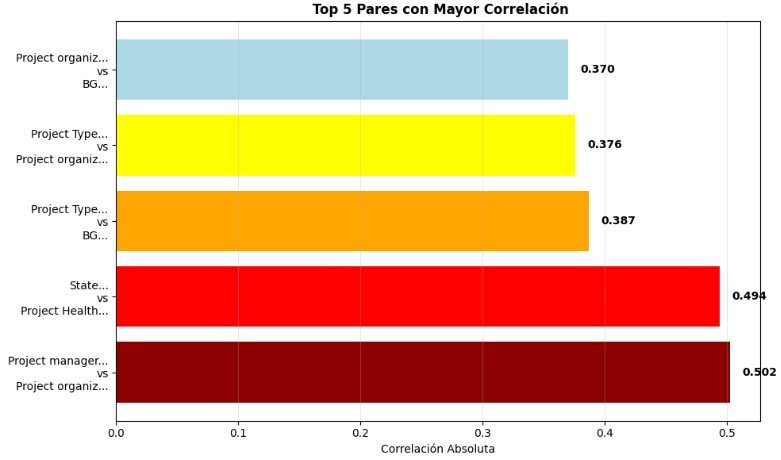 Top 5 Pares con Mayor Correlación
Project organiz...
vs
BG...
0.370
Project Type...
vs
Project organiz...
0.376
Project Type...
vs
BG...
0.387
State...
vs
Project Health...
0.494
Project manager...
vs
Project organiz...
0.502
0.0 0.1 0.2 0.3 0.4 0.5
Correlación Absoluta